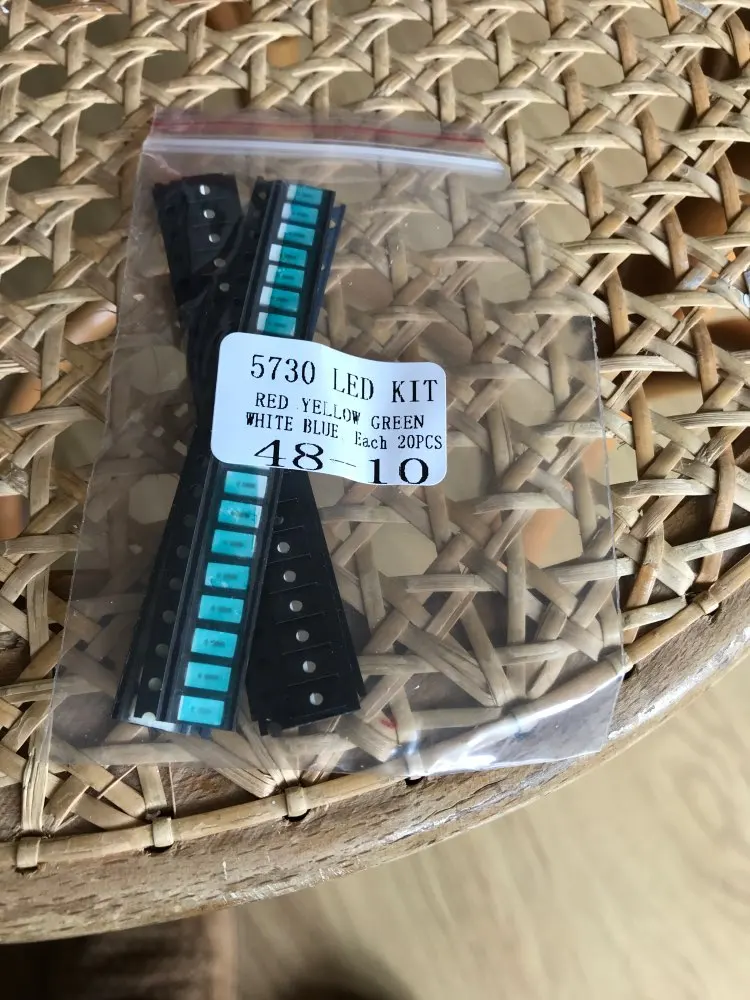 5730 LED KIT
RED YELLOW GREEN
WHITE BLUE Each 20PCS
48-10